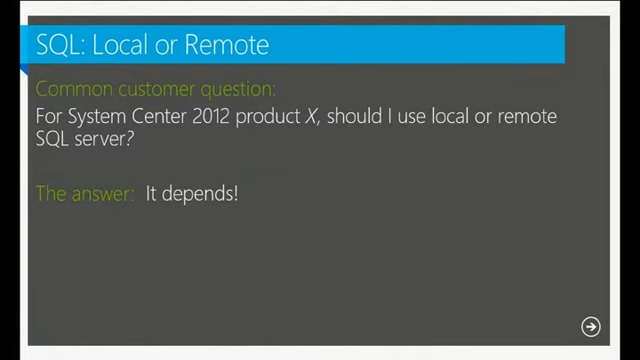 SQL: Local or Remote
Common customer question:
For System Center 2012 product X, should I use local or remote
SQL server?
The answer: It depends!